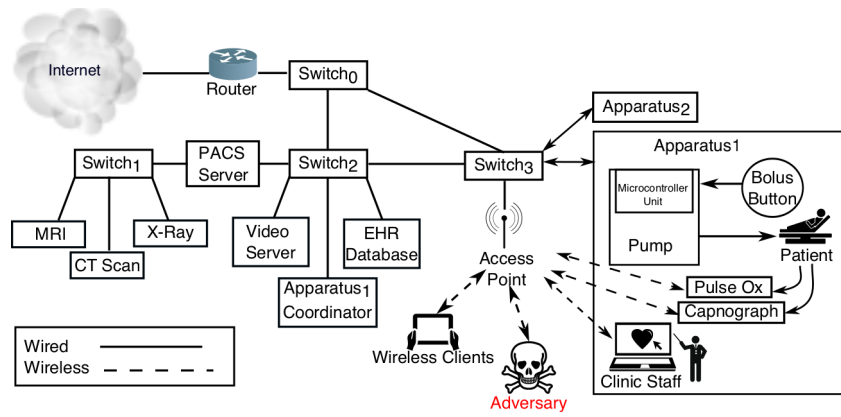 Internet
Router
Switch0
Apparatus2
Switch1
PACS
Server
Switch2
Switch3
Apparatus1
Microcontroller
Unit
Bolus
Button
Pump
Patient
MRI
X-Ray
CT Scan
Video
Server
EHR
Database
Apparatus1
Coordinator
Access
Point
Pulse Ox
Capnograph
Wireless Clients
Clinic Staff
Adversary
Wired
Wireless